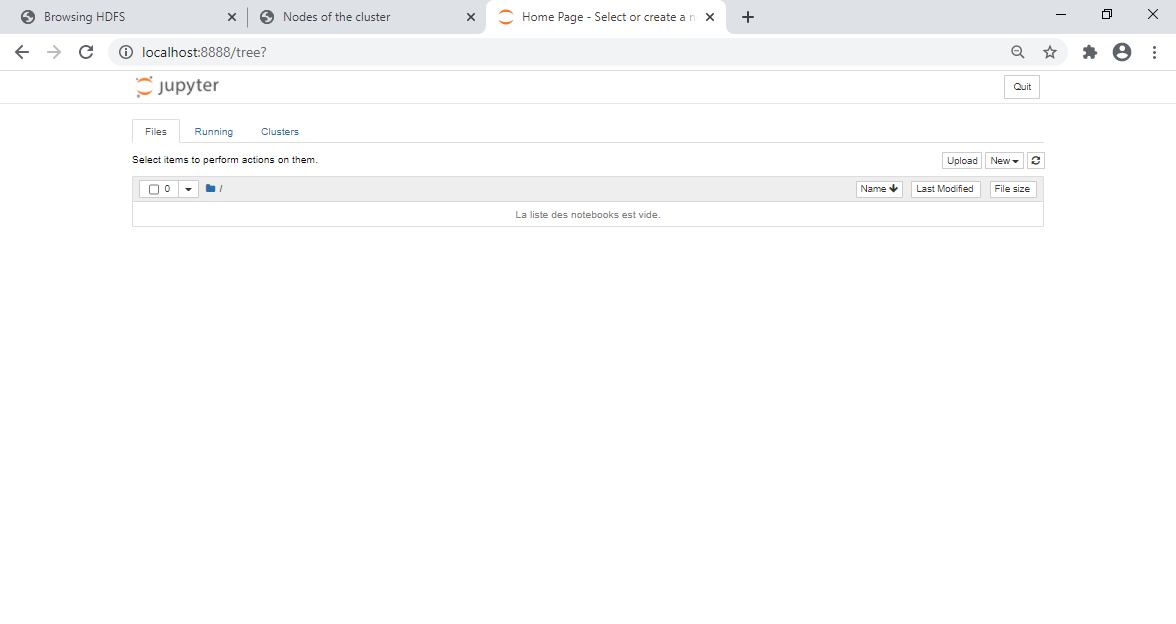 Browsing HDFS
Nodes of the cluster
Home Page - Select or create a n
localhost:8888/tree?
jupyter
Quit
Files
Running
Clusters
Select items to perform actions on them.
Upload
New
0
/
Name
Last Modified
File size
La liste des notebooks est vide.